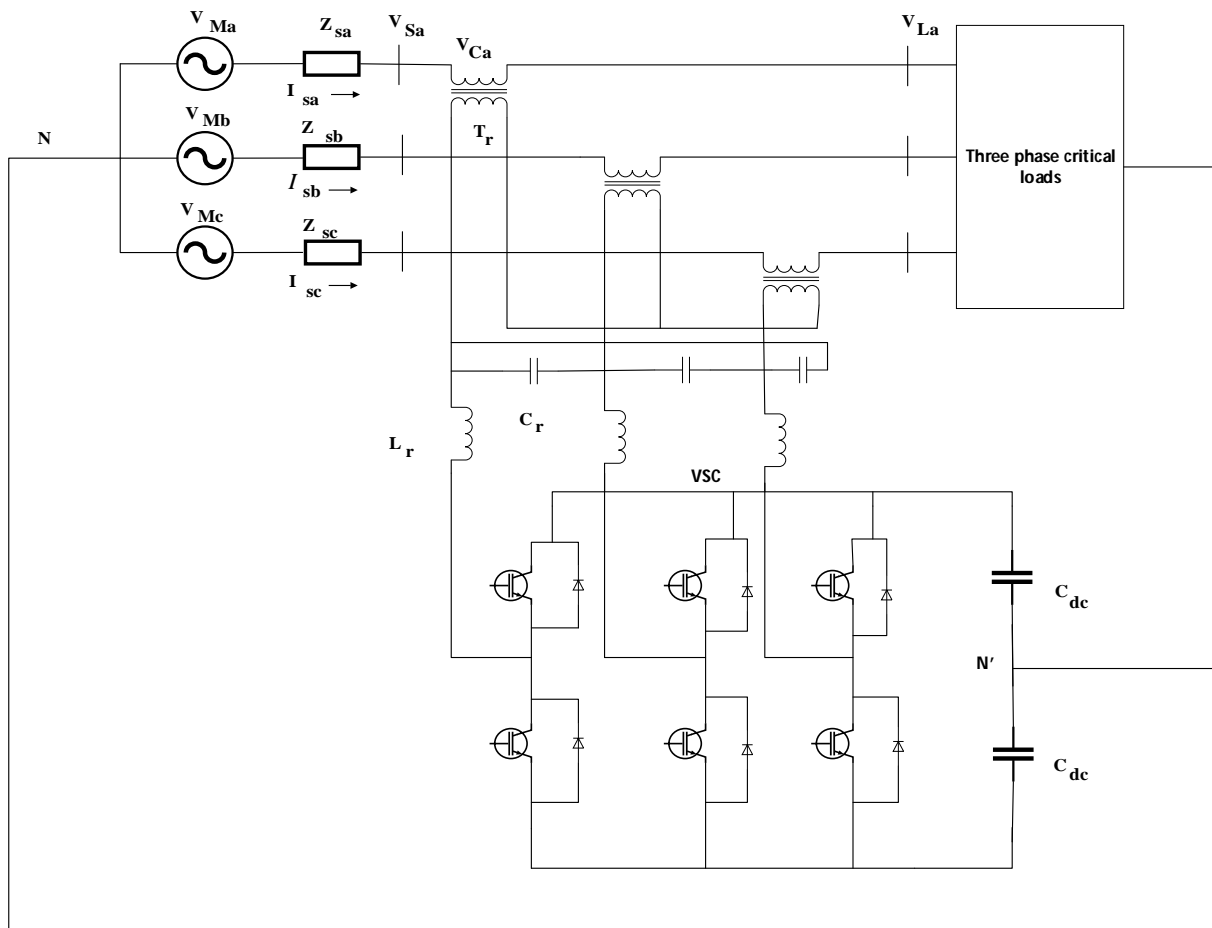 V Ma
Z sa
V Sa
V Ca
V La
I sa
V Mb
Z sb
T r
N
I sb
Three phase critical
loads
V Mc
Z sc
I sc
C r
L r
VSC
C dc
N'
C dc